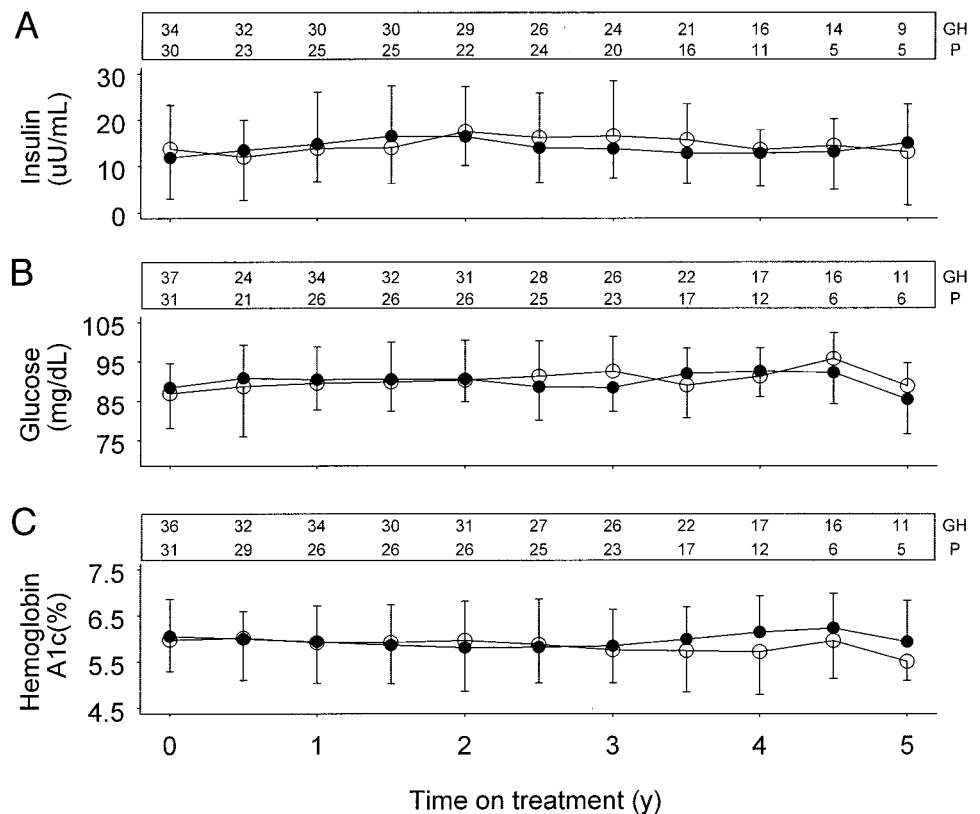 A
34 32 30 30 29 26 24 21 16 14 9 GH
30 23 25 25 22 24 20 16 11 5 5 P
30
20
10
0
Insulin
(uU/mL)
B
37 24 34 32 31 28 26 22 17 16 11 GH
31 21 26 26 26 25 23 17 12 6 6 P
105
95
85
75
Glucose
(mg/dL)
C
36 32 34 30 31 27 26 22 17 16 11 GH
31 29 26 26 26 25 23 17 12 6 5 P
7.5
6.5
5.5
4.5
Hemoglobin
A1c(%)
0 1 2 3 4 5
Time on treatment (y)